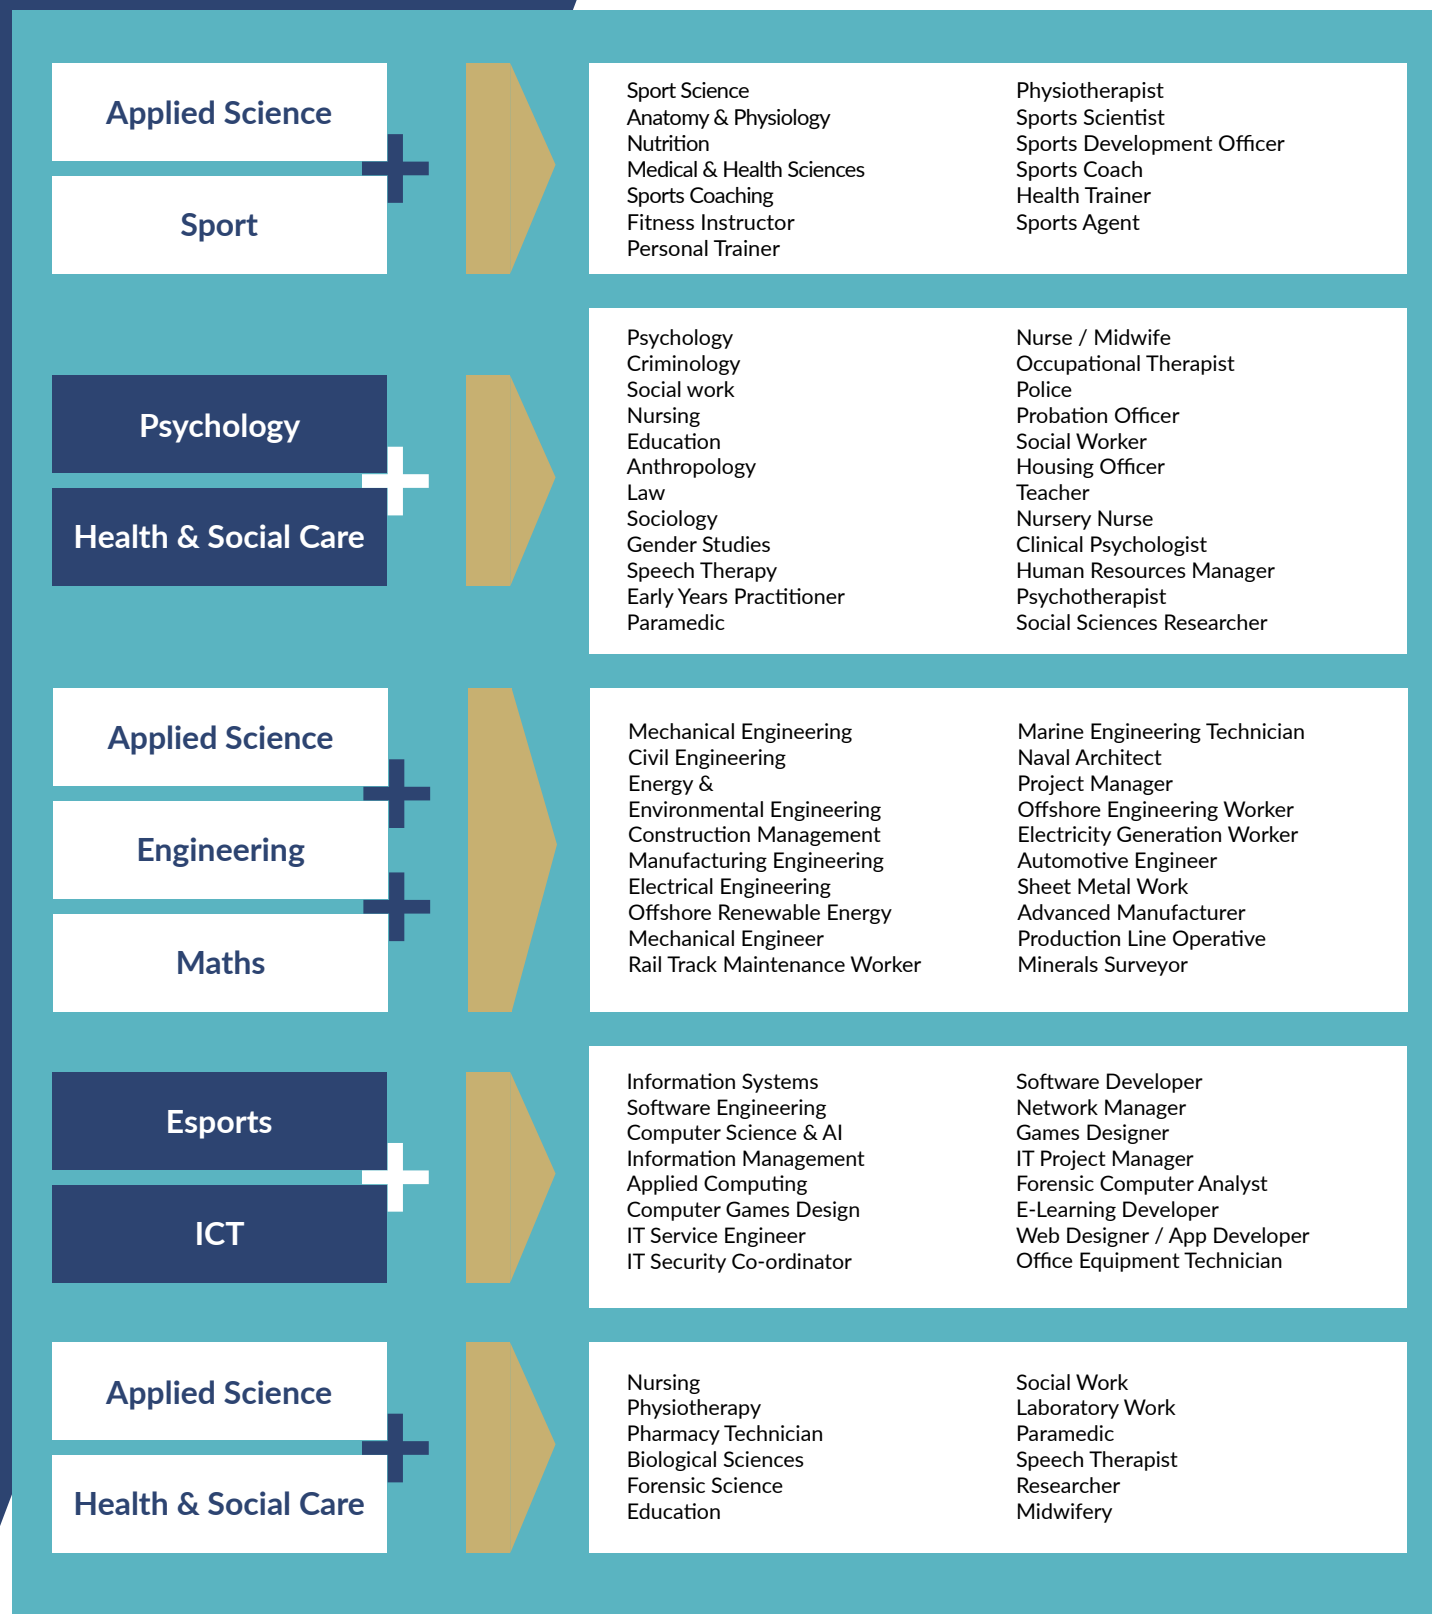 Applied Science
Sport
Sport Science
Anatomy & Physiology
Nutrition
Medical & Health Sciences
Sports Coaching
Fitness Instructor
Personal Trainer
Physiotherapist
Sports Scientist
Sports Development Officer
Sports Coach
Health Trainer
Sports Agent
Psychology
Health & Social Care
Psychology
Criminology
Social work
Nursing
Education
Anthropology
Law
Sociology
Gender Studies
Speech Therapy
Early Years Practitioner
Paramedic
Nurse / Midwife
Occupational Therapist
Police
Probation Officer
Social Worker
Housing Officer
Teacher
Nursery Nurse
Clinical Psychologist
Human Resources Manager
Psychotherapist
Social Sciences Researcher
Applied Science
Engineering
Maths
Mechanical Engineering
Civil Engineering
Energy &
Environmental Engineering
Construction Management
Manufacturing Engineering
Electrical Engineering
Offshore Renewable Energy
Mechanical Engineer
Rail Track Maintenance Worker
Marine Engineering Technician
Naval Architect
Project Manager
Offshore Engineering Worker
Electricity Generation Worker
Automotive Engineer
Sheet Metal Work
Advanced Manufacturer
Production Line Operative
Minerals Surveyor
Esports
ICT
Information Systems
Software Engineering
Computer Science & AI
Information Management
Applied Computing
Computer Games Design
IT Service Engineer
IT Security Co-ordinator
Software Developer
Network Manager
Games Designer
IT Project Manager
Forensic Computer Analyst
E-Learning Developer
Web Designer / App Developer
Office Equipment Technician
Applied Science
Health & Social Care
Nursing
Physiotherapy
Pharmacy Technician
Biological Sciences
Forensic Science
Education
Social Work
Laboratory Work
Paramedic
Speech Therapist
Researcher
Midwifery